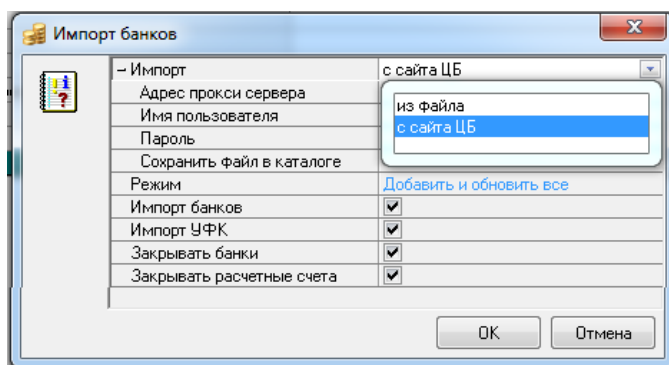 Импорт банков
– Импорт с сайта ЦБ
Адрес прокси сервера
из файла
Имя пользователя
с сайта ЦБ
Пароль
Сохранить файл в каталоге
Режим Добавить и обновить все
Импорт банков
Импорт УФК
Закрывать банки
Закрывать расчетные счета
OK Отмена